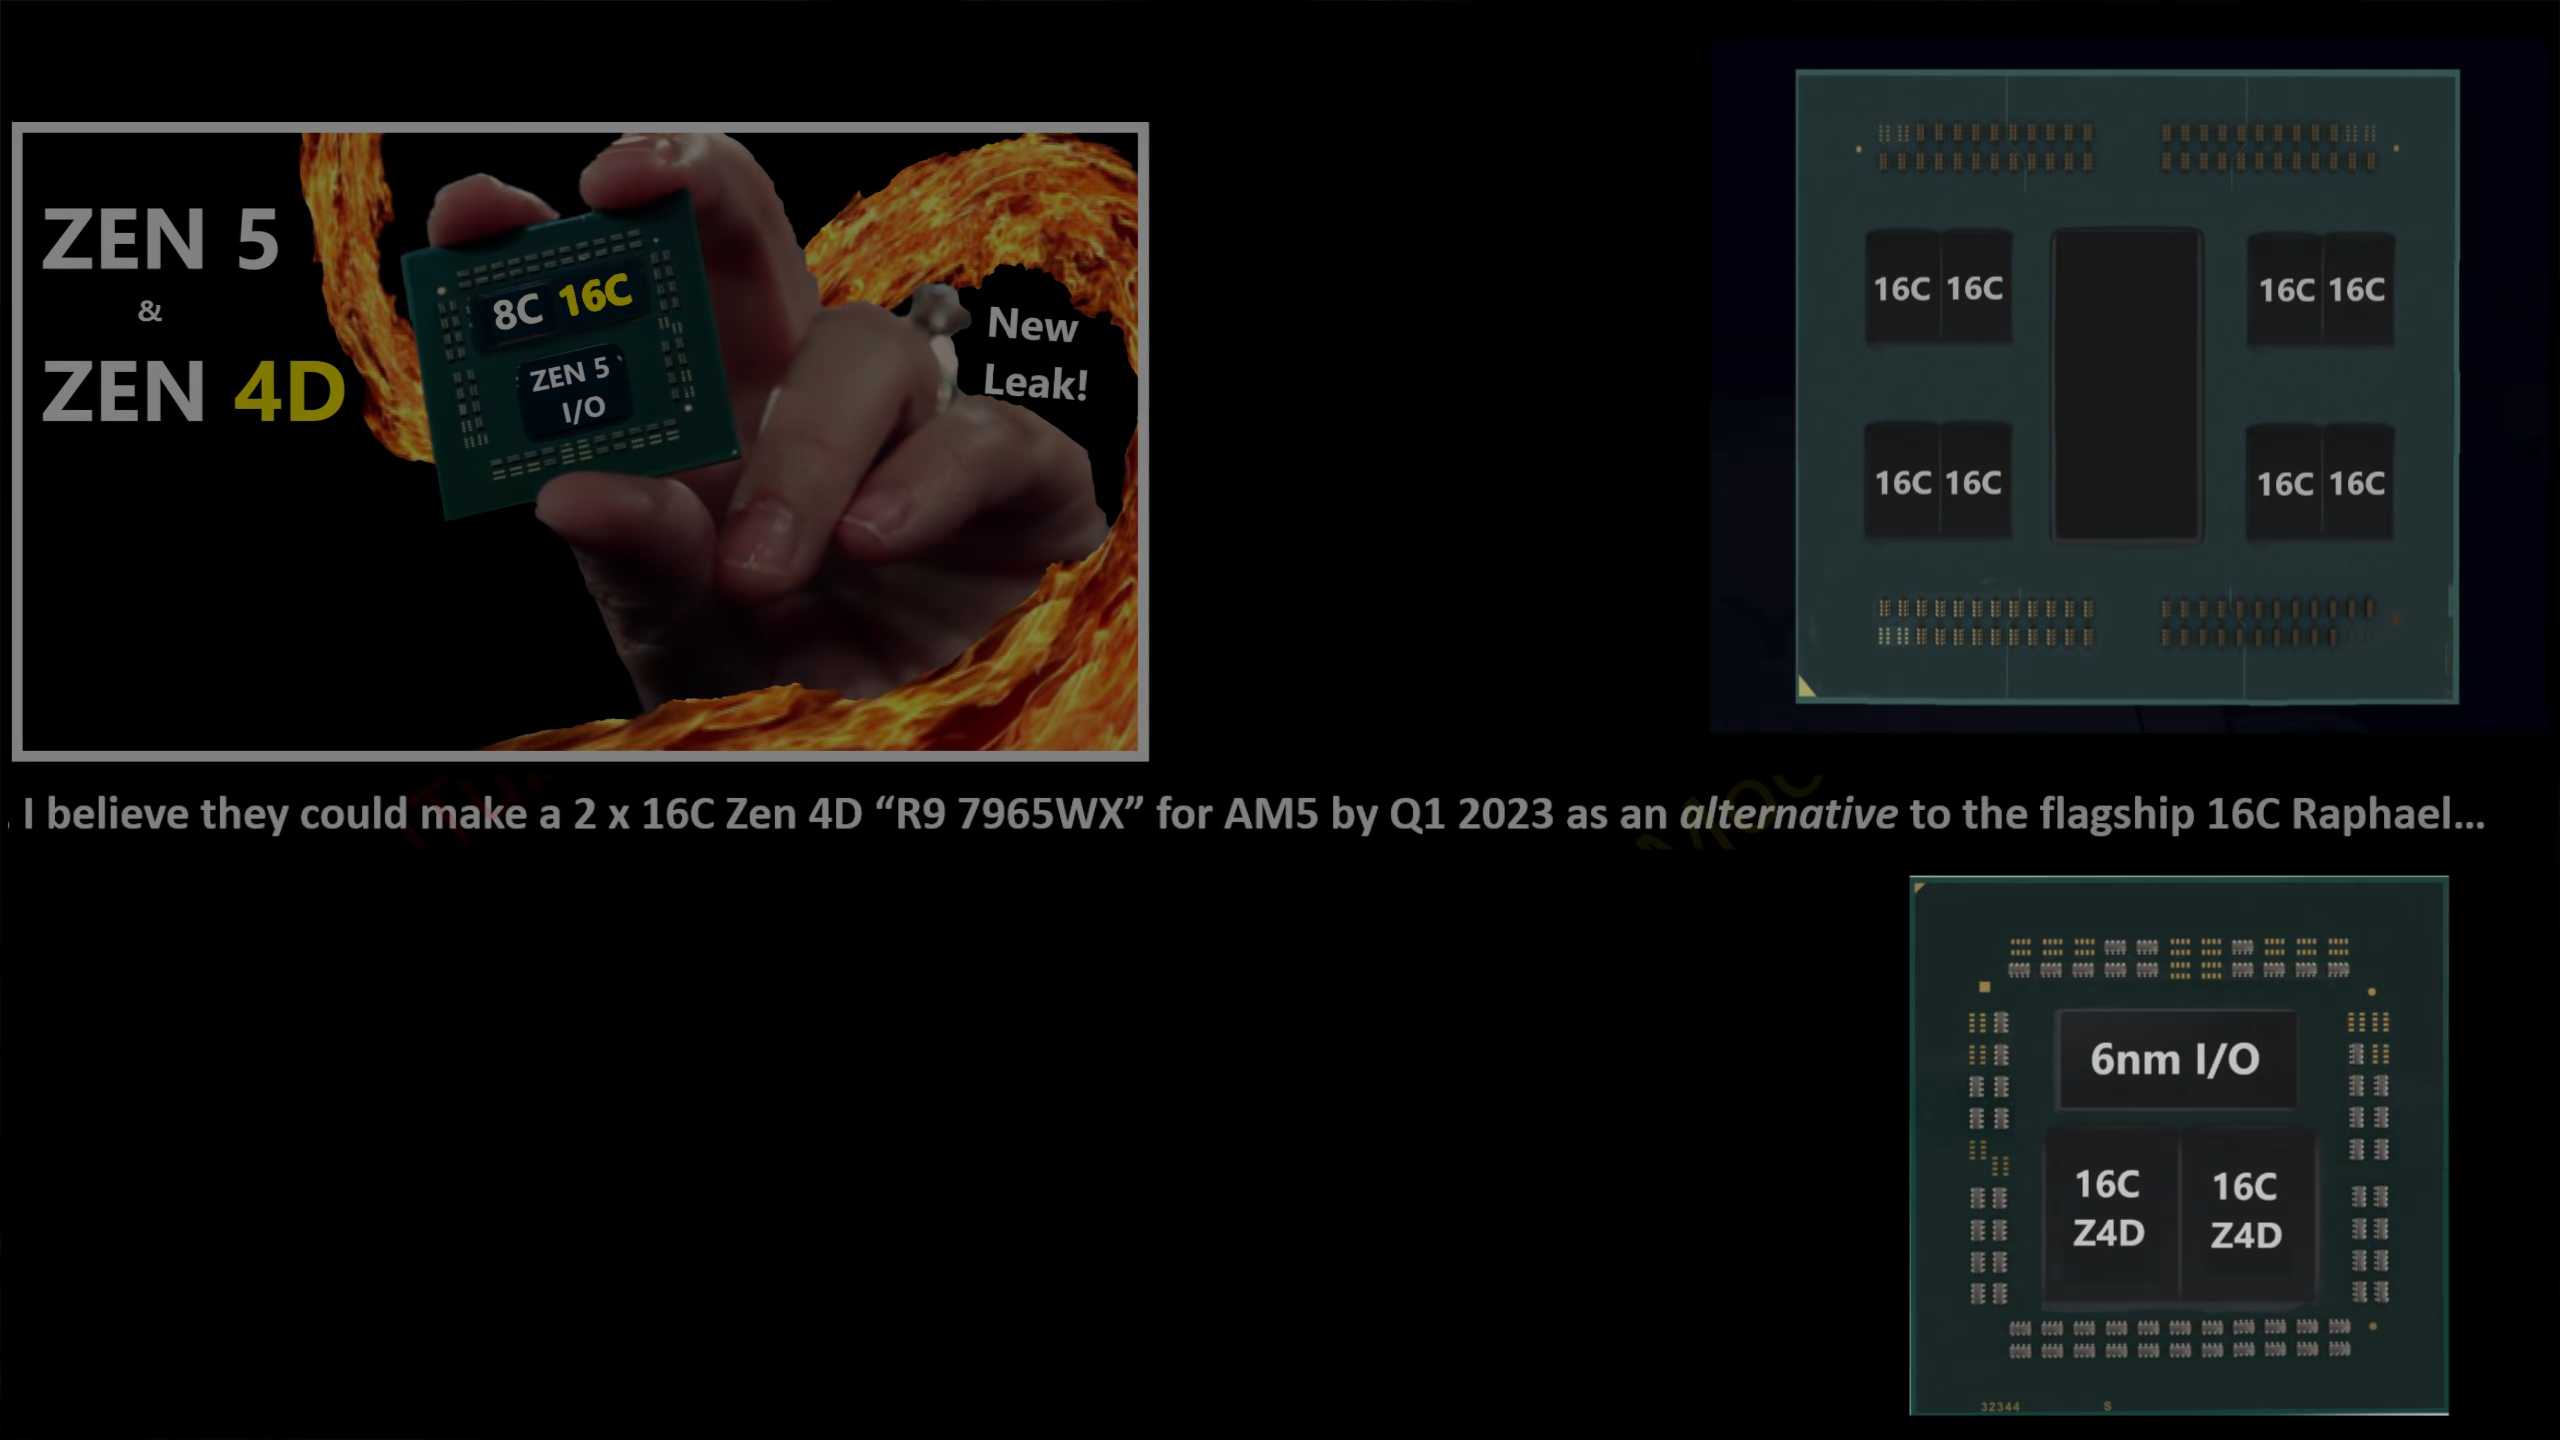 ZEN 5
&
ZEN 4D
8C 16C
ZEN 5
I/O
New
Leak!
16C 16C
16C 16C
16C 16C
16C 16C
I believe they could make a 2 x 16C Zen 4D “R9 7965WX” for AM5 by Q1 2023 as an alternative to the flagship 16C Raphael...
6nm I/O
16C
Z4D
16C
Z4D
32344
S